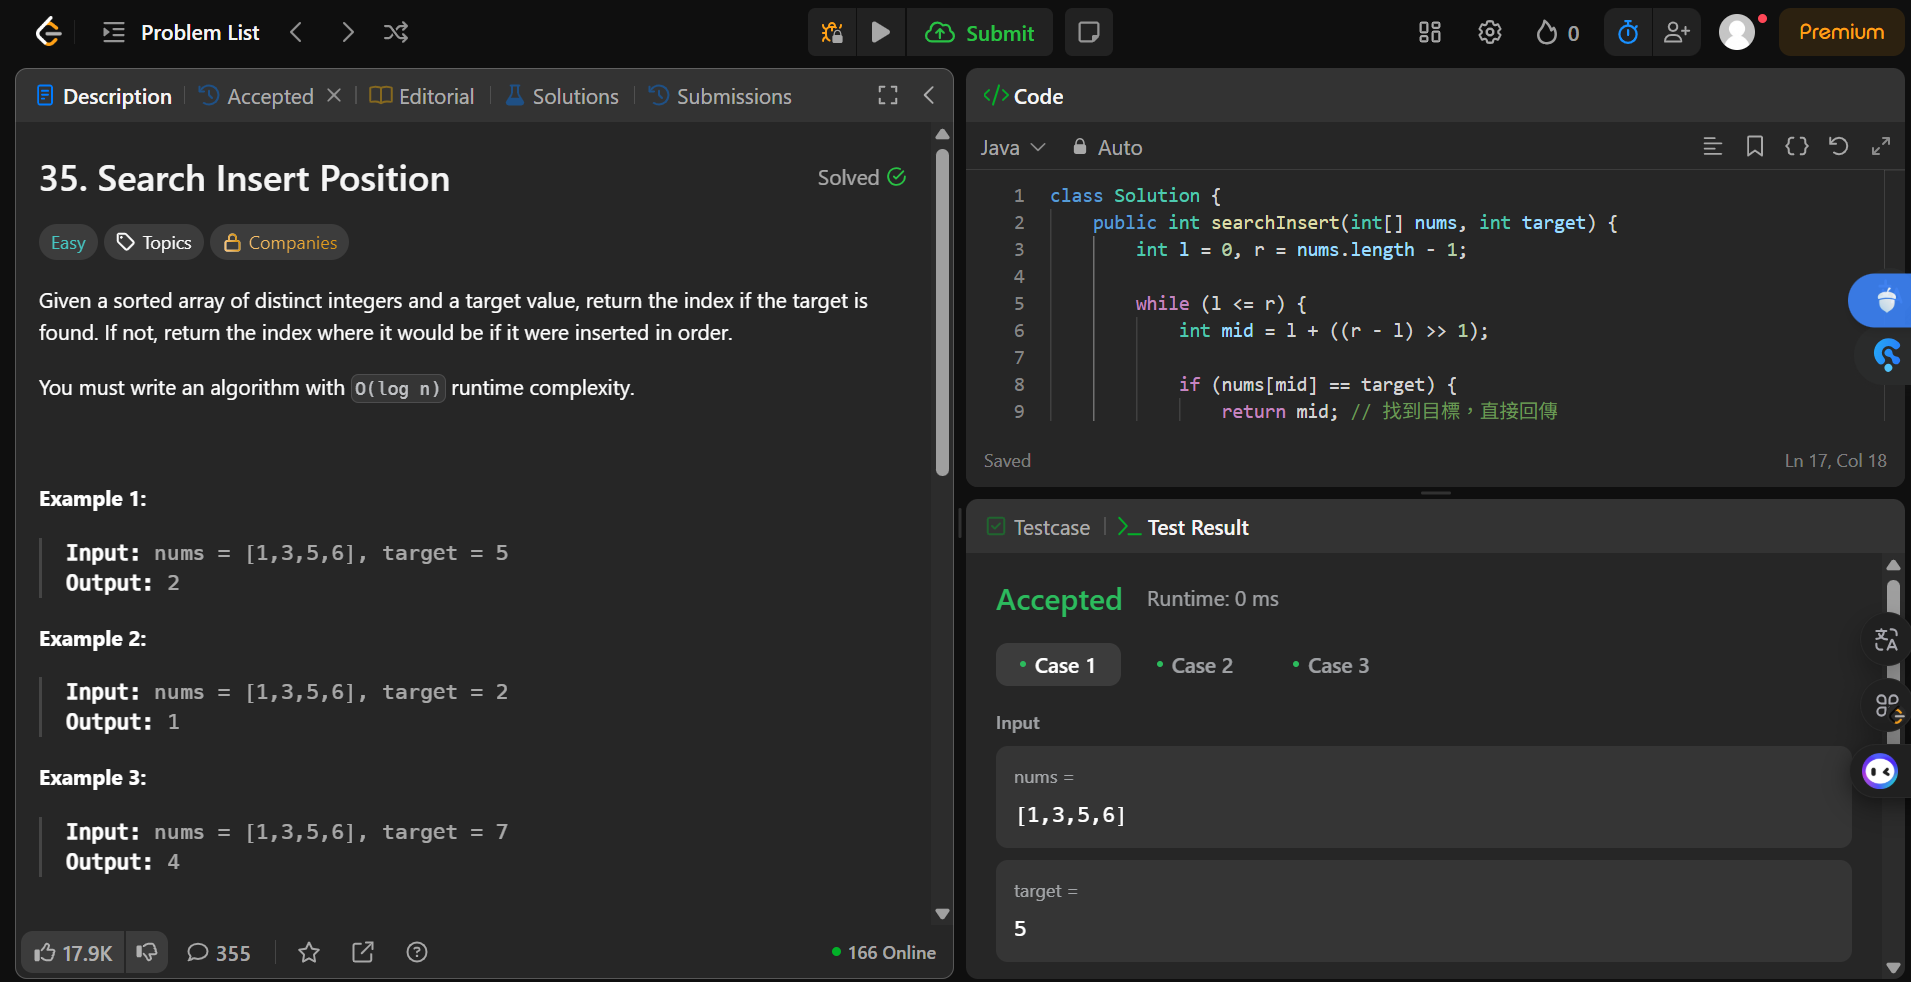 Problem List
Submit
0
Premium
Description
Accepted
Editorial
Solutions
Submissions
35. Search Insert Position
Solved
Easy
Topics
Companies
Given a sorted array of distinct integers and a target value, return the index if the target is
found. If not, return the index where it would be if it were inserted in order.
You must write an algorithm with O(log n) runtime complexity.
Example 1:
Input: nums = [1,3,5,6], target = 5
Output: 2
Example 2:
Input: nums = [1,3,5,6], target = 2
Output: 1
Example 3:
Input: nums = [1,3,5,6], target = 7
Output: 4
17.9K
355
166 Online
Code
Java
Auto
1 class Solution {
2 public int searchInsert(int[] nums, int target) {
3 int l = 0, r = nums.length - 1;
4
5 while (l <= r) {
6 int mid = l + ((r - l) >> 1);
7
8 if (nums[mid] == target) {
9 return mid; // 找到目標，直接回傳
Saved
Ln 17, Col 18
Testcase
Test Result
Accepted
Runtime: 0 ms
Case 1
Case 2
Case 3
Input
nums =
[1,3,5,6]
target =
5